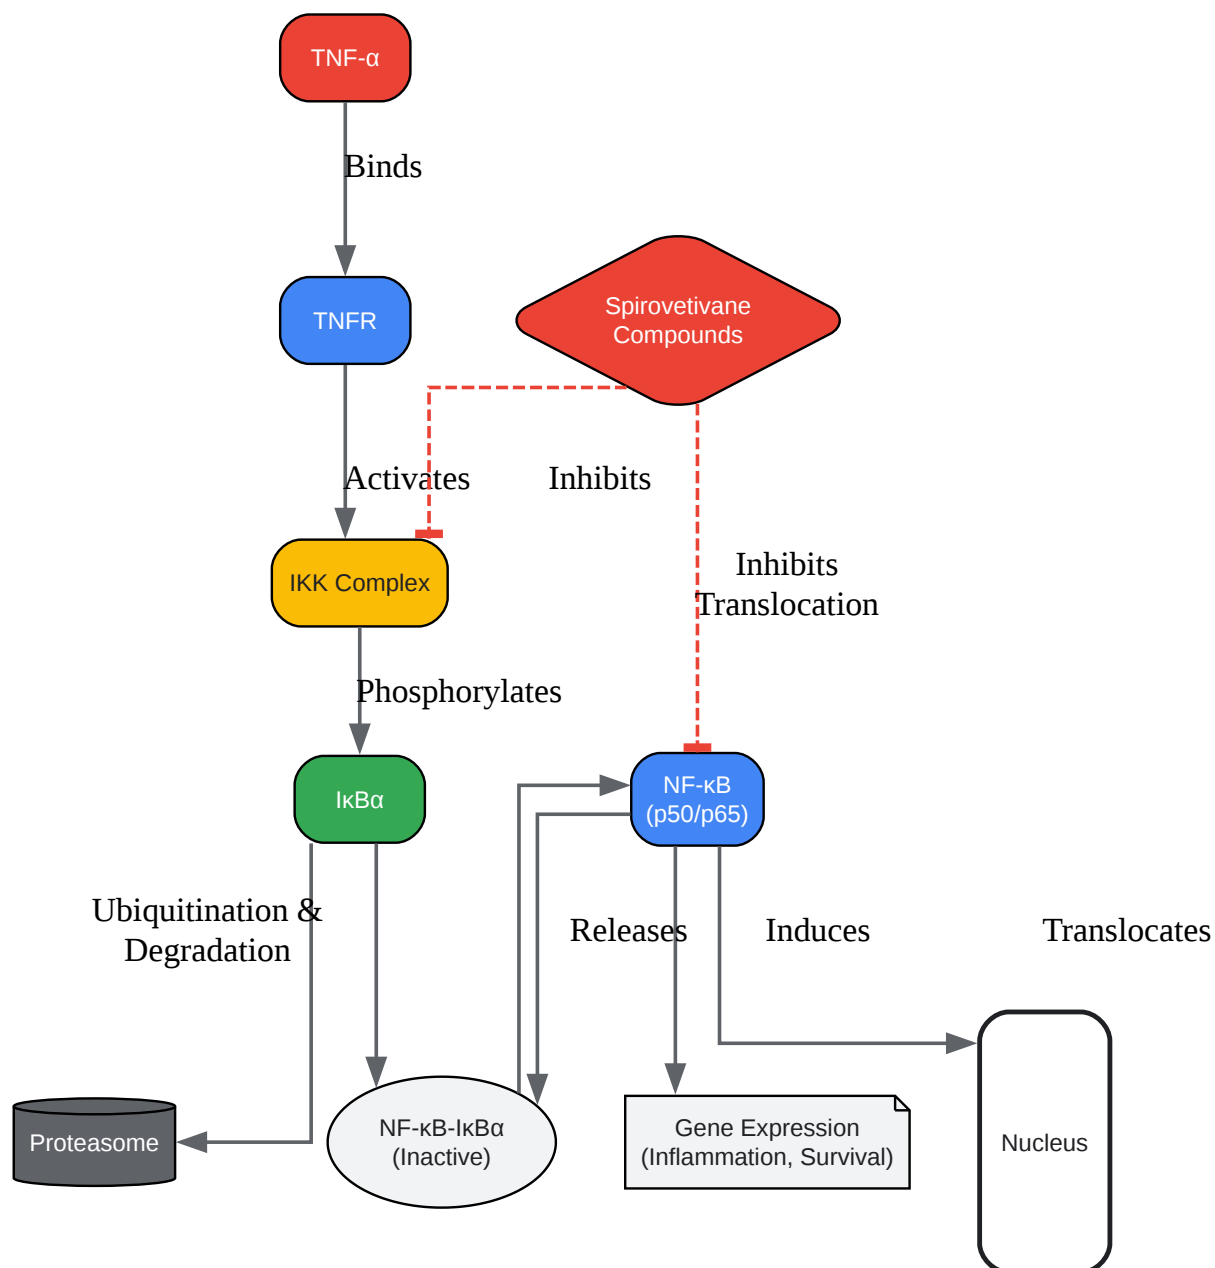 TNF-α
Binds
TNFR
Spirovetivane
Compounds
Activates
Inhibits
Inhibits
Translocation
IKK Complex
Phosphorylates
IκBα
NF-κB
(p50/p65)
Ubiquitination &
Degradation
Releases
Induces
Translocates
Proteasome
NF-κB-IκBα
(Inactive)
Gene Expression
(Inflammation, Survival)
Nucleus